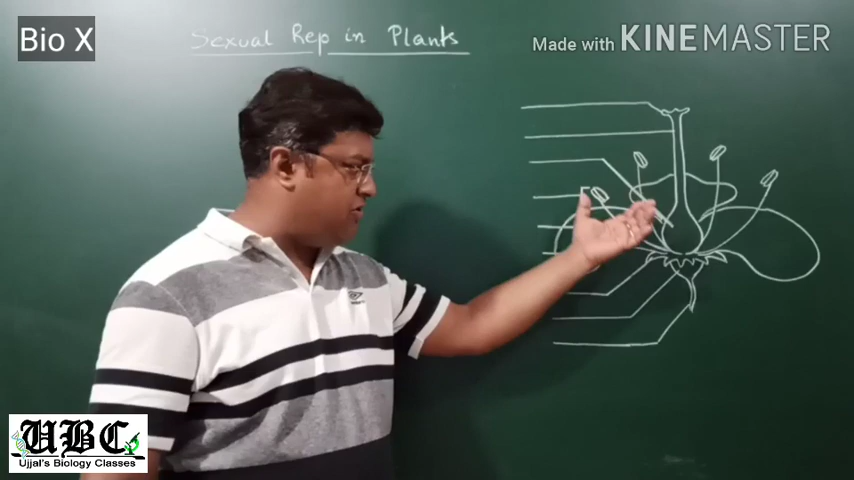 Bio X
Sexual Rep in Plants
Made with KINEMASTER
UBC
Ujjal's Biology Classes